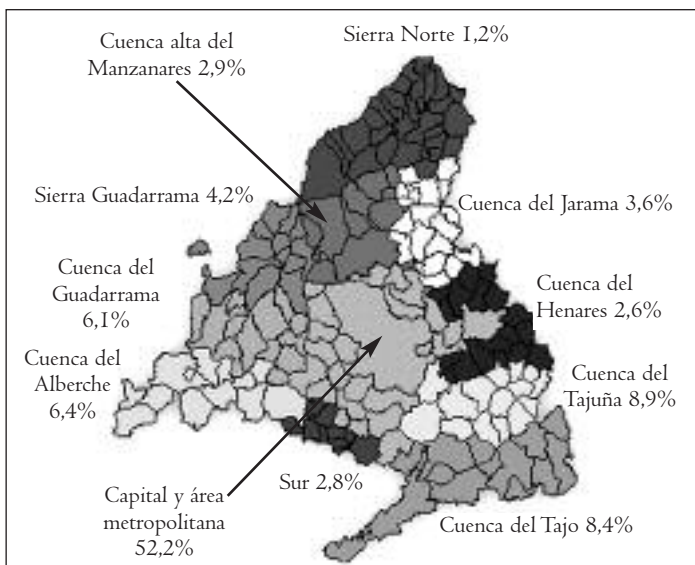 Cuenca alta del
Manzanares 2,9%
Sierra Norte 1,2%
Sierra Guadarrama 4,2%
Cuenca del Jarama 3,6%
Cuenca del
Guadarrama
6,1%
Cuenca del
Henares 2,6%
Cuenca del
Alberche
6,4%
Cuenca del
Tajuña 8,9%
Sur 2,8%
Capital y área
metropolitana
52,2%
Cuenca del Tajo 8,4%